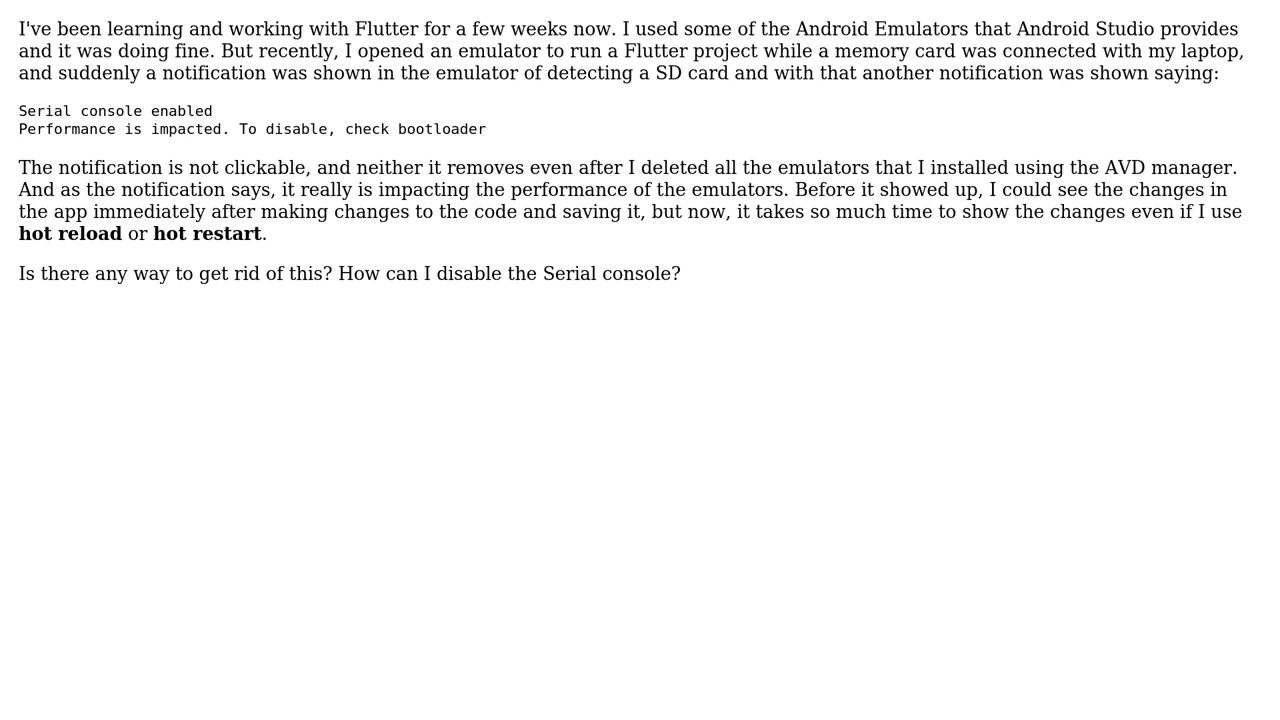 I've been learning and working with Flutter for a few weeks now. I used some of the Android Emulators that Android Studio provides
and it was doing fine. But recently, I opened an emulator to run a Flutter project while a memory card was connected with my laptop,
and suddenly a notification was shown in the emulator of detecting a SD card and with that another notification was shown saying:
Serial console enabled
Performance is impacted. To disable, check bootloader
The notification is not clickable, and neither it removes even after I deleted all the emulators that I installed using the AVD manager.
And as the notification says, it really is impacting the performance of the emulators. Before it showed up, I could see the changes in
the app immediately after making changes to the code and saving it, but now, it takes so much time to show the changes even if I use
hot reload or hot restart.
Is there any way to get rid of this? How can I disable the Serial console?